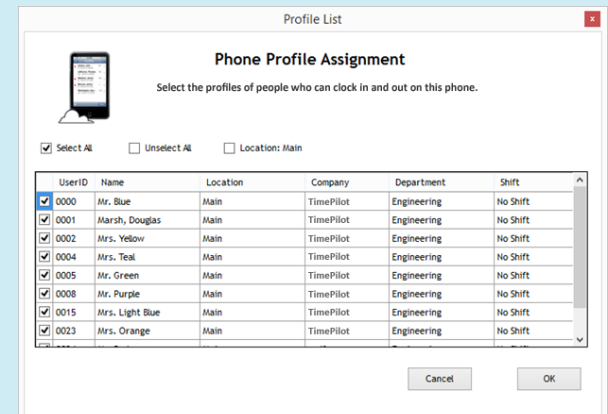 Profile List
x
Phone Profile Assignment
Select the profiles of people who can clock in and out on this phone.
Select All Unselect All Location: Main
UserID Name Location Company Department Shift
0000 Mr. Blue Main TimePilot Engineering No Shift
0001 Marsh, Douglas Main TimePilot Engineering No Shift
0002 Mrs. Yellow Main TimePilot Engineering No Shift
0004 Mrs. Teal Main TimePilot Engineering No Shift
0005 Mr. Green Main TimePilot Engineering No Shift
0008 Mr. Purple Main TimePilot Engineering No Shift
0015 Mrs. Light Blue Main TimePilot Engineering No Shift
0023 Mrs. Orange Main TimePilot Engineering No Shift
Cancel OK